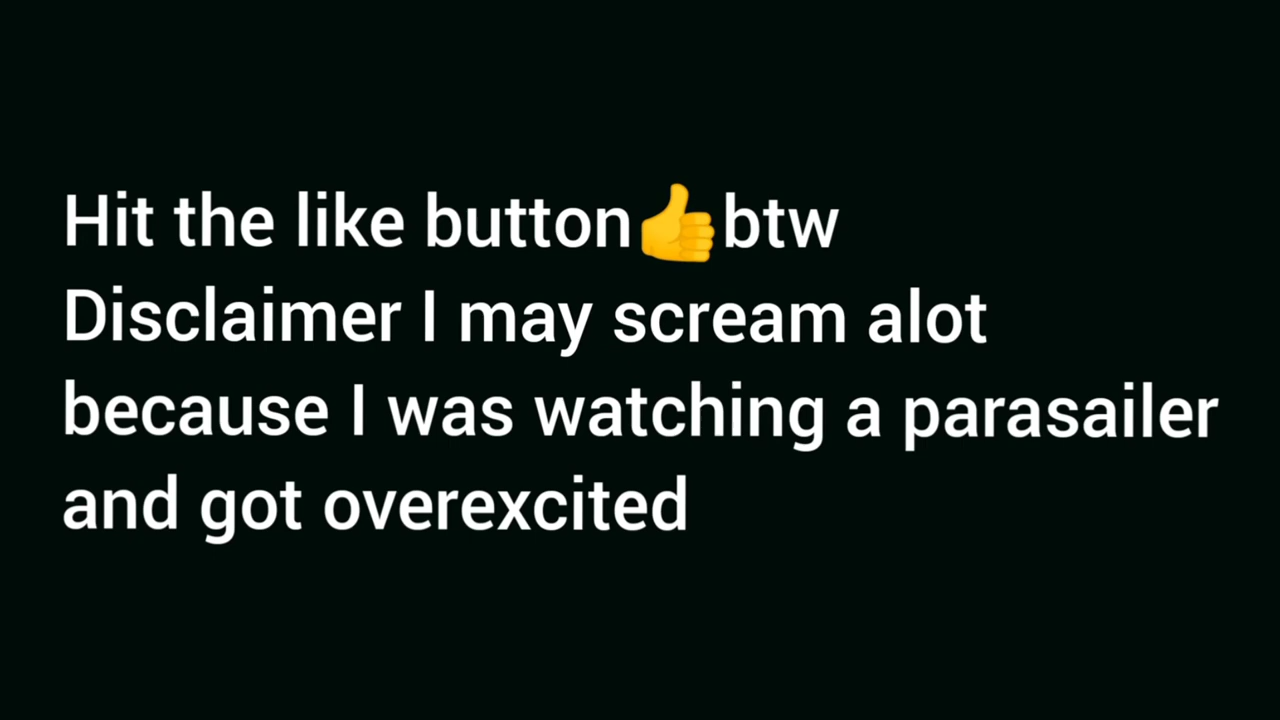 Hit the like button👍btw
Disclaimer I may scream alot
because I was watching a parasailer
and got overexcited